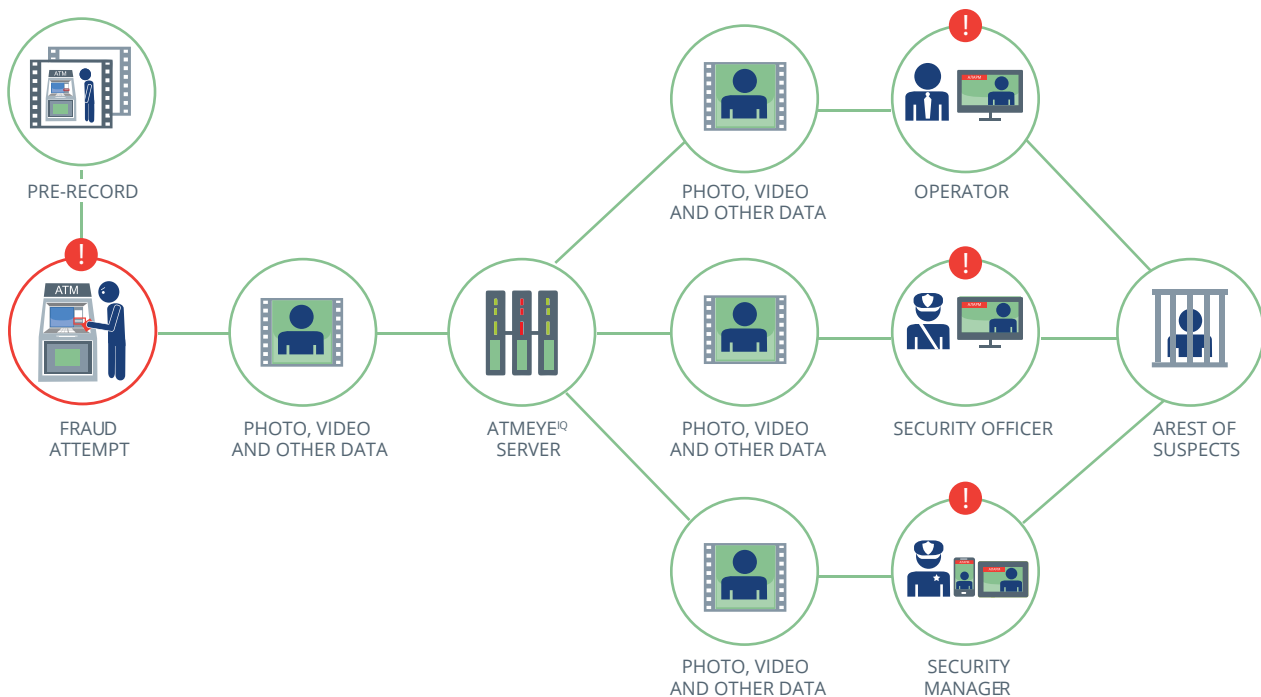 ATM
PRE-RECORD
ATM
FRAUD
ATTEMPT
PHOTO, VIDEO
AND OTHER DATA
ATMEYEIQ
SERVER
PHOTO, VIDEO
AND OTHER DATA
OPERATOR
PHOTO, VIDEO
AND OTHER DATA
SECURITY OFFICER
PHOTO, VIDEO
AND OTHER DATA
SECURITY
MANAGER
AREST OF
SUSPECTS